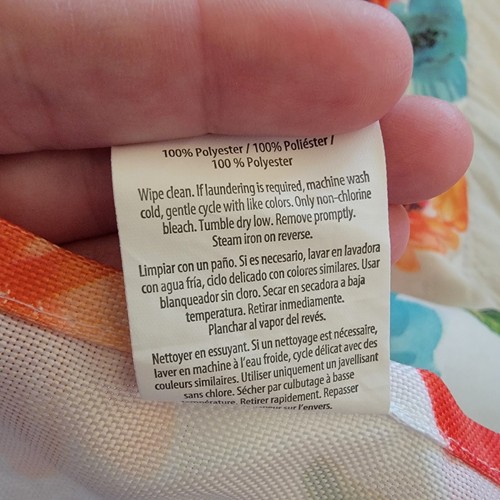 100% Polyester / 100% Poliéster /
100 % Polyester
Wipe clean. If laundering is required, machine wash
cold, gentle cycle with like colors. Only non-chlorine
bleach. Tumble dry low. Remove promptly.
Steam iron on reverse.
Limpiar con un paño. Si es necesario, lavar en lavadora
con agua fría, ciclo delicado con colores similares. Usar
blanqueador sin cloro. Secar en secadora a baja
temperatura. Retirar inmediamente.
Planchar al vapor del revés.
Nettoyer en essuyant. Si un nettoyage est nécessaire,
laver en machine à l'eau froide, cycle délicat avec des
couleurs similaires. Utiliser uniquement un javellisant
sans chlore. Sécher par culbutage à basse
température. Retirer rapidement. Repasser
sur l'envers.